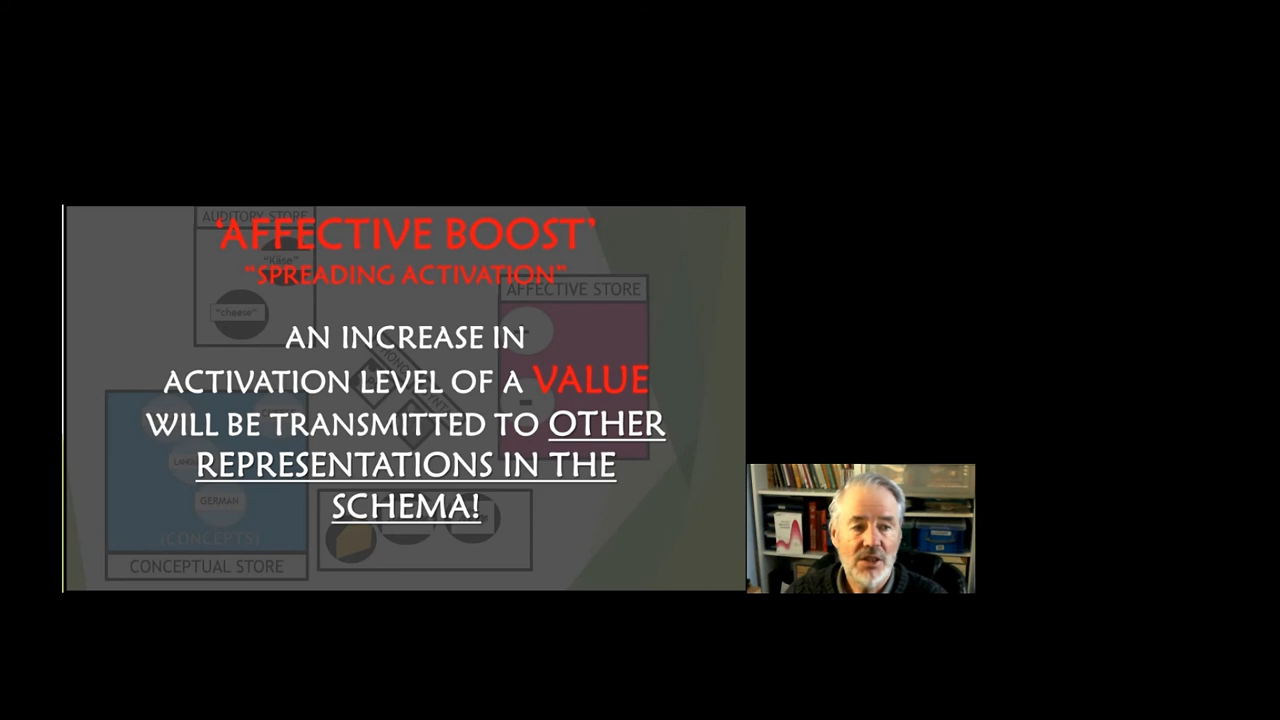 AUDITORY STORE
‘AFFECTIVE BOOST’
"Käse"
“SPREADING ACTIVATION”
AFFECTIVE STORE
"cheese"
AN INCREASE IN
ACTIVATION LEVEL OF A VALUE
WILL BE TRANSMITTED TO OTHER
REPRESENTATIONS IN THE
SCHEMA!
GERMAN
(CONCEPTS)
CONCEPTUAL STORE